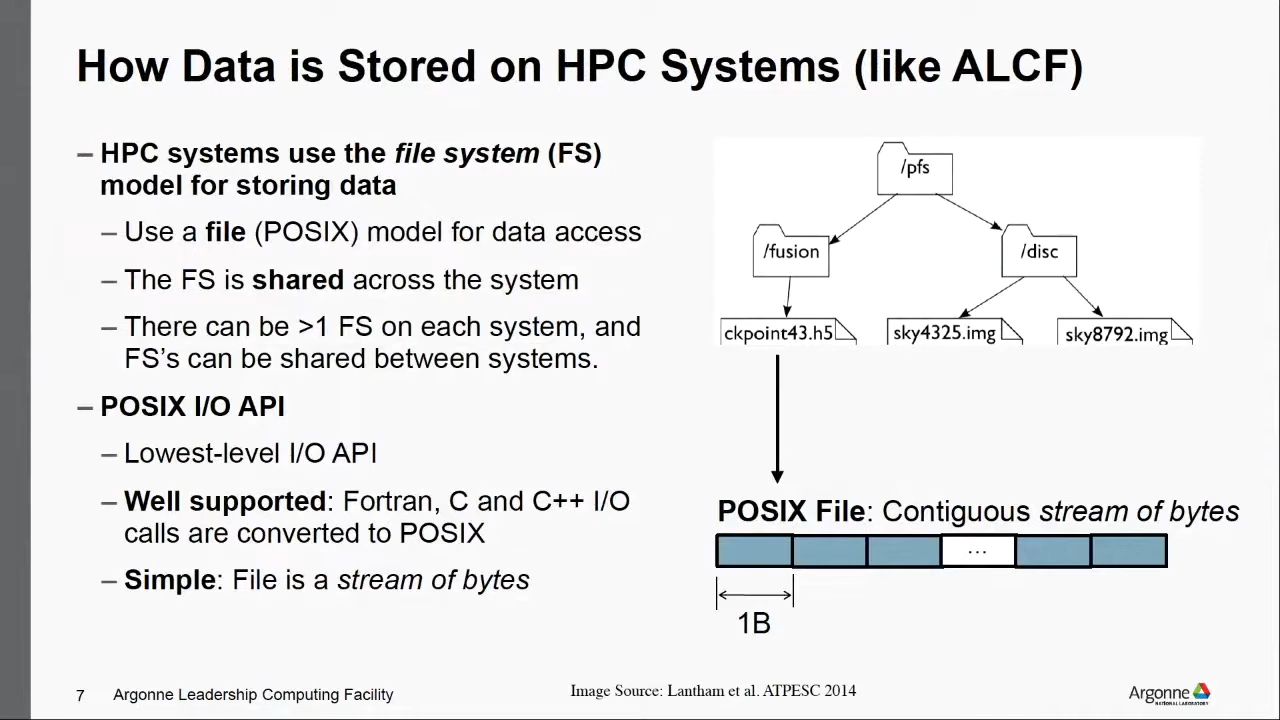 How Data is Stored on HPC Systems (like ALCF)
– HPC systems use the file system (FS)
model for storing data
– Use a file (POSIX) model for data access
– The FS is shared across the system
– There can be >1 FS on each system, and
FS's can be shared between systems.
– POSIX I/O API
– Lowest-level I/O API
– Well supported: Fortran, C and C++ I/O
calls are converted to POSIX
– Simple: File is a stream of bytes
/pfs
/fusion
/disc
ckpoint43.h5
sky4325.img
sky8792.img
POSIX File: Contiguous stream of bytes
...
1B
7
Argonne Leadership Computing Facility
Image Source: Lantham et al. ATPESC 2014
Argonne
NATIONAL LABORATORY